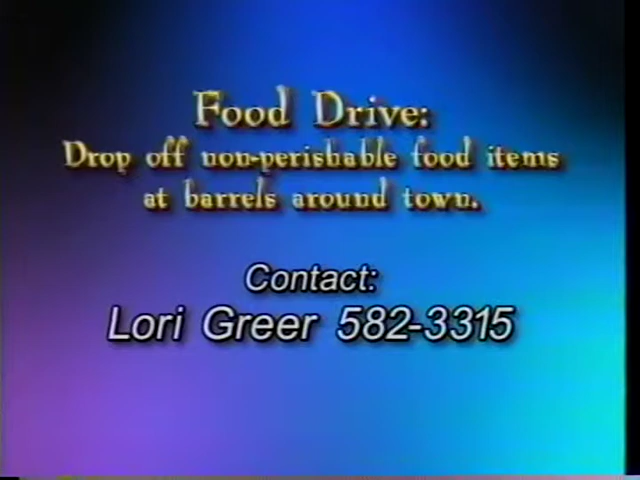 Food Drive:
Drop off non-perishable food items
at barrels around town.
Contact:
Lori Greer 582-3315